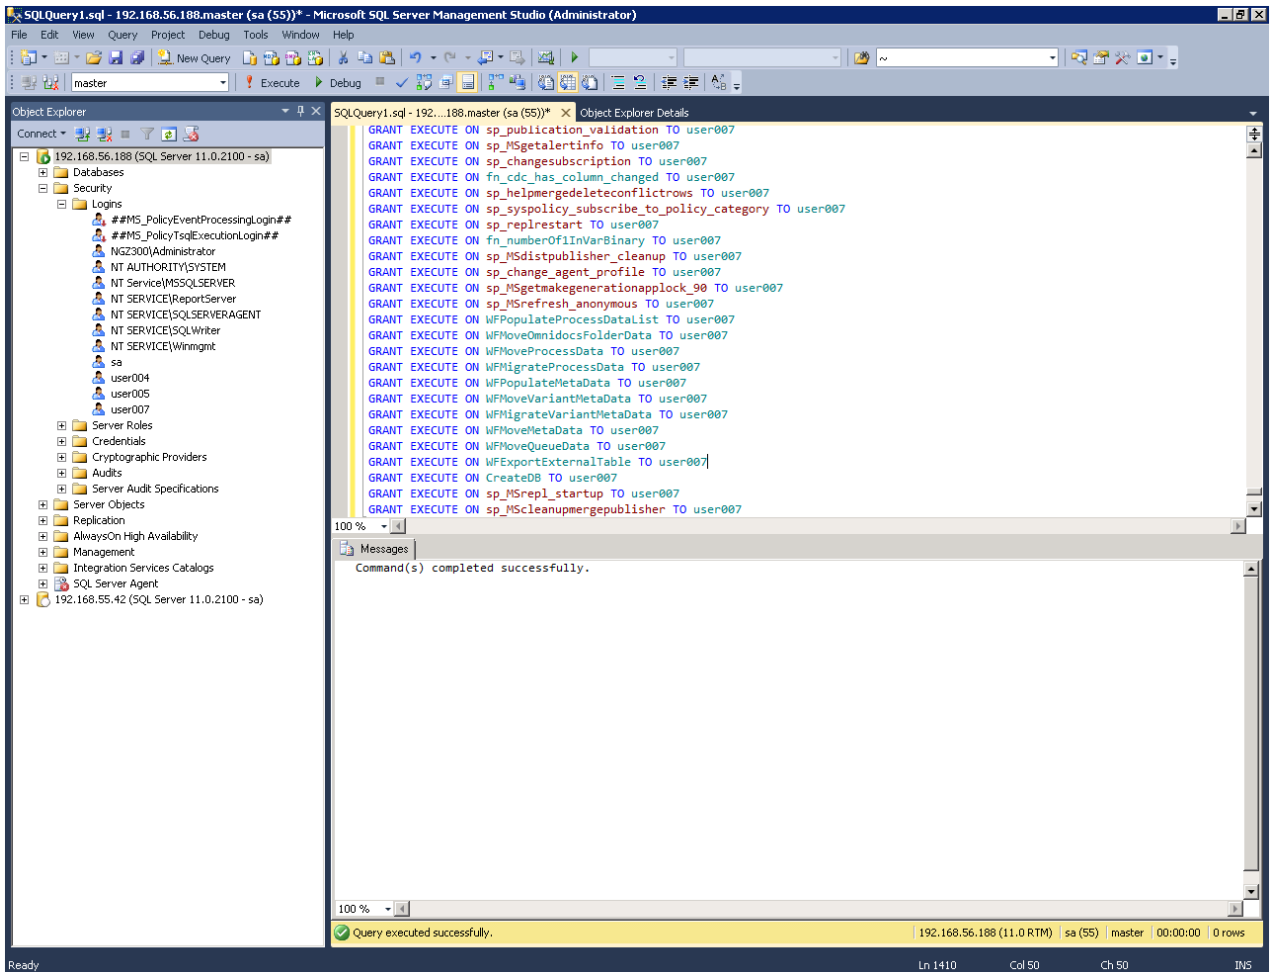 SQLQuery1.sql - 192.168.56.188.master (sa (55))* - Microsoft SQL Server Management Studio (Administrator)
File Edit View Query Project Debug Tools Window Help
New Query ~
master Execute Debug
Object Explorer
Connect
192.168.56.188 (SQL Server 11.0.2100 - sa)
Databases
Security
Logins
##MS_PolicyEventProcessingLogin##
##MS_PolicyTsqlExecutionLogin##
NGZ300\Administrator
NT AUTHORITY\SYSTEM
NT Service\MSSQLSERVER
NT SERVICE\ReportServer
NT SERVICE\SQLSERVERAGENT
NT SERVICE\SQLWriter
NT SERVICE\Winmgmt
sa
user004
user005
user007
Server Roles
Credentials
Cryptographic Providers
Audits
Server Audit Specifications
Server Objects
Replication
AlwaysOn High Availability
Management
Integration Services Catalogs
SQL Server Agent
192.168.55.42 (SQL Server 11.0.2100 - sa)
SQLQuery1.sql - 192....188.master (sa (55))* Object Explorer Details
GRANT EXECUTE ON sp_publication_validation TO user007
GRANT EXECUTE ON sp_MSgetalertinfo TO user007
GRANT EXECUTE ON sp_changesubscription TO user007
GRANT EXECUTE ON fn_cdc_has_column_changed TO user007
GRANT EXECUTE ON sp_helpmergedeleteconflictrows TO user007
GRANT EXECUTE ON sp_syspolicy_subscribe_to_policy_category TO user007
GRANT EXECUTE ON sp_replrestart TO user007
GRANT EXECUTE ON fn_numberOf1InVarBinary TO user007
GRANT EXECUTE ON sp_MSdistpublisher_cleanup TO user007
GRANT EXECUTE ON sp_change_agent_profile TO user007
GRANT EXECUTE ON sp_MSgetmakegenerationapplock_90 TO user007
GRANT EXECUTE ON sp_MSrefresh_anonymous TO user007
GRANT EXECUTE ON WFPopulateProcessDataList TO user007
GRANT EXECUTE ON WFMoveOmnidocsFolderData TO user007
GRANT EXECUTE ON WFMoveProcessData TO user007
GRANT EXECUTE ON WFMigrateProcessData TO user007
GRANT EXECUTE ON WFPopulateMetaData TO user007
GRANT EXECUTE ON WFMoveVariantMetaData TO user007
GRANT EXECUTE ON WFMigrateVariantMetaData TO user007
GRANT EXECUTE ON WFMoveMetaData TO user007
GRANT EXECUTE ON WFMoveQueueData TO user007
GRANT EXECUTE ON WFExportExternalTable TO user007
GRANT EXECUTE ON CreateDB TO user007
GRANT EXECUTE ON sp_MSrepl_startup TO user007
GRANT EXECUTE ON sp_MScleanupmergepublisher TO user007
100 %
Messages
Command(s) completed successfully.
100 %
Query executed successfully. 192.168.56.188 (11.0 RTM) sa (55) master 00:00:00 0 rows
Ready Ln 1410 Col 50 Ch 50 INS